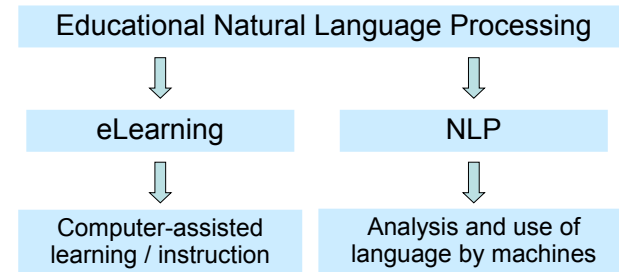 Educational Natural Language Processing
eLearning
NLP
Computer-assisted
learning / instruction
Analysis and use of
language by machines